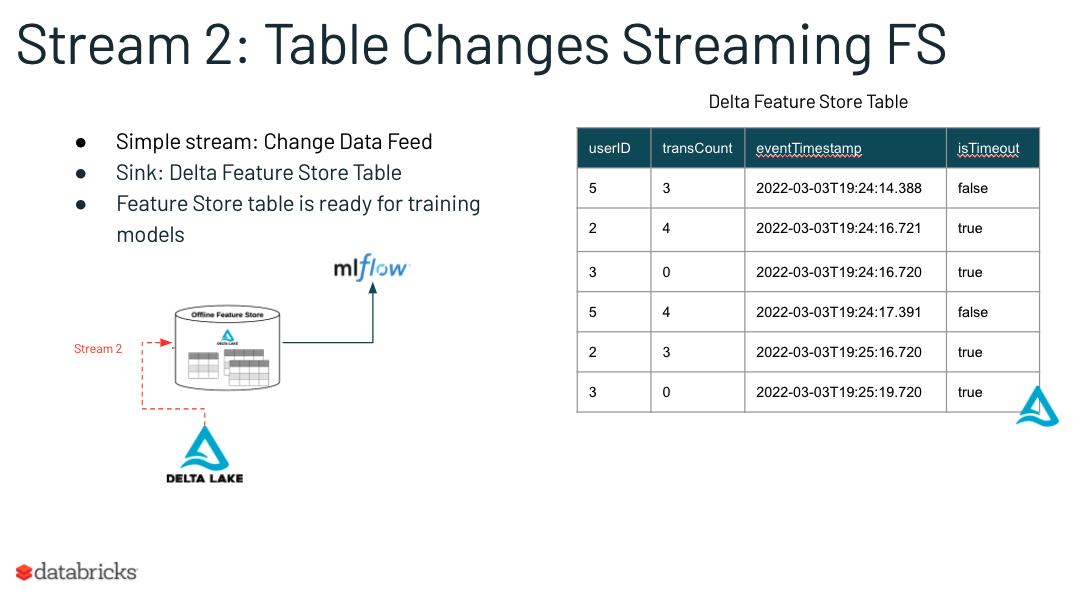 Stream 2: Table Changes Streaming FS
● Simple stream: Change Data Feed
● Sink: Delta Feature Store Table
● Feature Store table is ready for training
models
mlflow
Offline Feature Store
DELTA LAKE
Stream 2
DELTA LAKE
Delta Feature Store Table
userID transCount eventTimestamp isTimeout
5 3 2022-03-03T19:24:14.388 false
2 4 2022-03-03T19:24:16.721 true
3 0 2022-03-03T19:24:16.720 true
5 4 2022-03-03T19:24:17.391 false
2 3 2022-03-03T19:25:16.720 true
3 0 2022-03-03T19:25:19.720 true
databricks